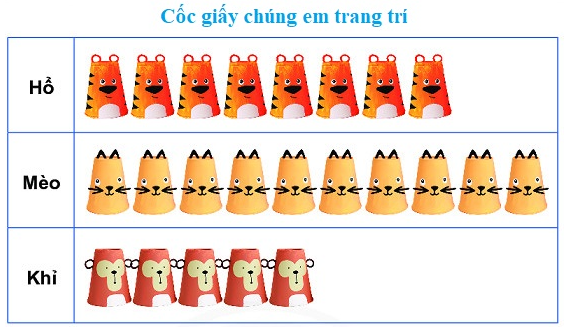 Cốc giấy chúng em trang trí
Hổ
Mèo
Khỉ